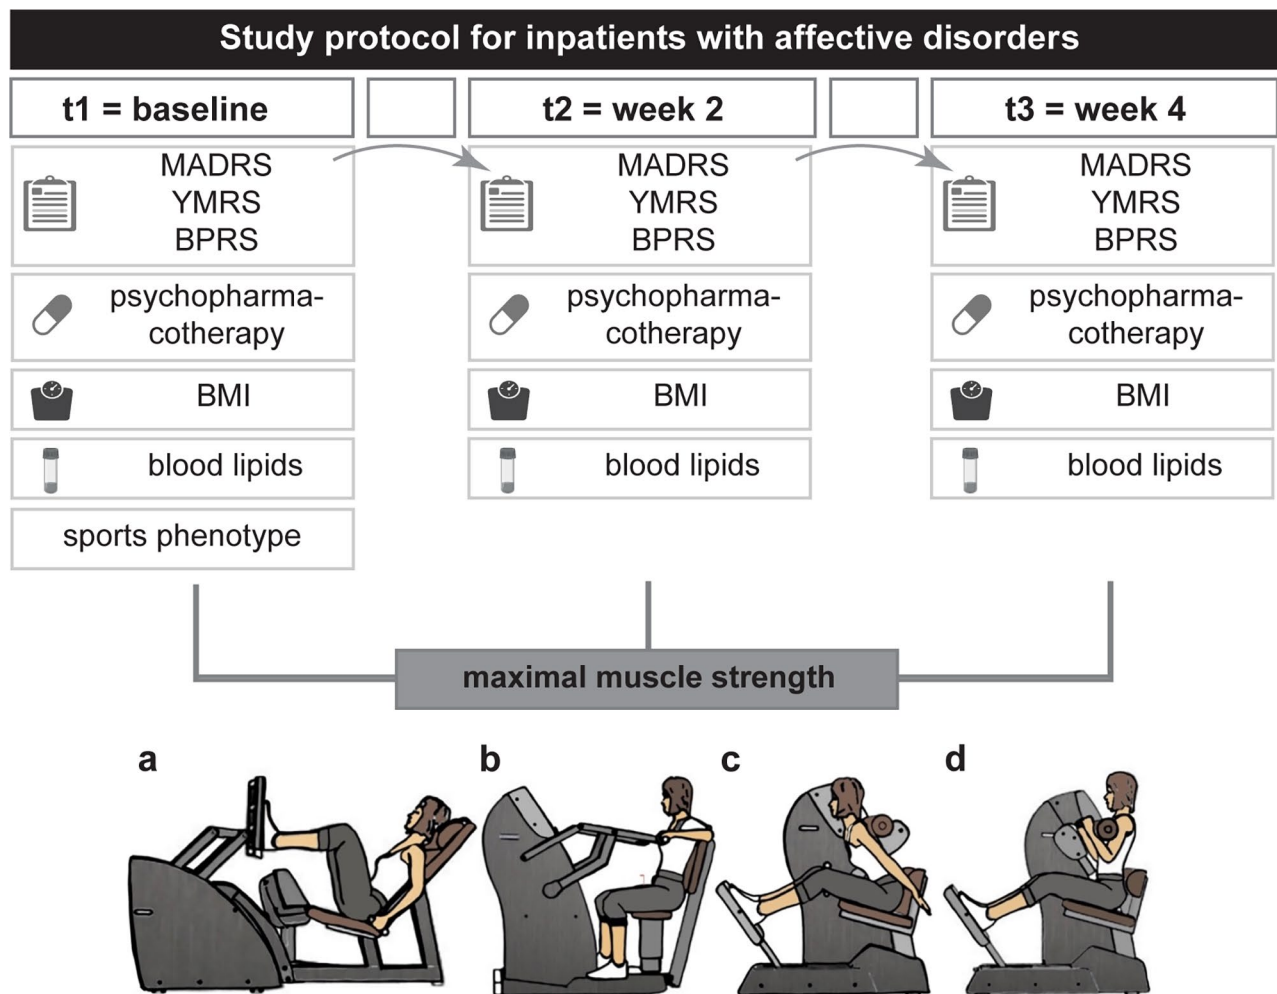 Study protocol for inpatients with affective disorders
t1 = baseline
t2 = week 2
t3 = week 4
MADRS
YMRS
BPRS
MADRS
YMRS
BPRS
MADRS
YMRS
BPRS
psychopharma-
cotherapy
psychopharma-
cotherapy
psychopharma-
cotherapy
BMI
BMI
BMI
blood lipids
blood lipids
blood lipids
sports phenotype
maximal muscle strength
a
b
c
d